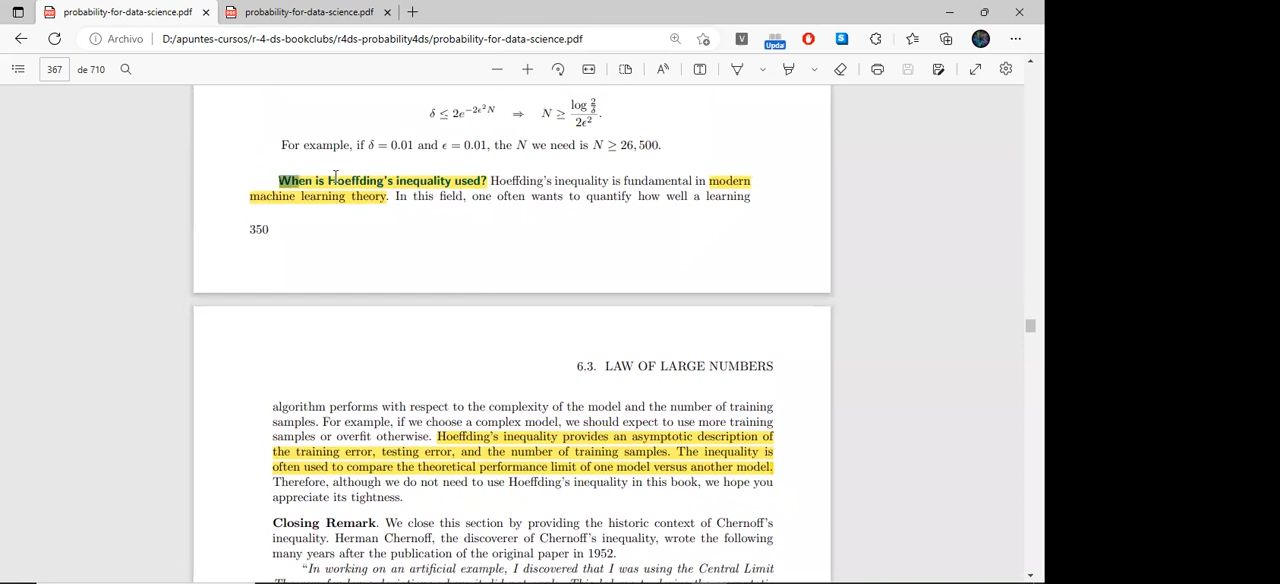 probability-for-data-science.pdf
probability-for-data-science.pdf
Archivo
D:/apuntes-cursos/r-4-ds-bookclubs/r4ds-probability4ds/probability-for-data-science.pdf
V
Upda
S
367 de 710
δ ≤ 2e^{-2ϵ²N} ⇒ N ≥ log 2/δ / 2ϵ².
For example, if δ = 0.01 and ϵ = 0.01, the N we need is N ≥ 26,500.
When is Hoeffding's inequality used? Hoeffding's inequality is fundamental in modern
machine learning theory. In this field, one often wants to quantify how well a learning
350
6.3. LAW OF LARGE NUMBERS
algorithm performs with respect to the complexity of the model and the number of training
samples. For example, if we choose a complex model, we should expect to use more training
samples or overfit otherwise. Hoeffding's inequality provides an asymptotic description of
the training error, testing error, and the number of training samples. The inequality is
often used to compare the theoretical performance limit of one model versus another model.
Therefore, although we do not need to use Hoeffding's inequality in this book, we hope you
appreciate its tightness.
Closing Remark. We close this section by providing the historic context of Chernoff's
inequality. Herman Chernoff, the discoverer of Chernoff's inequality, wrote the following
many years after the publication of the original paper in 1952.
"In working on an artificial example, I discovered that I was using the Central Limit